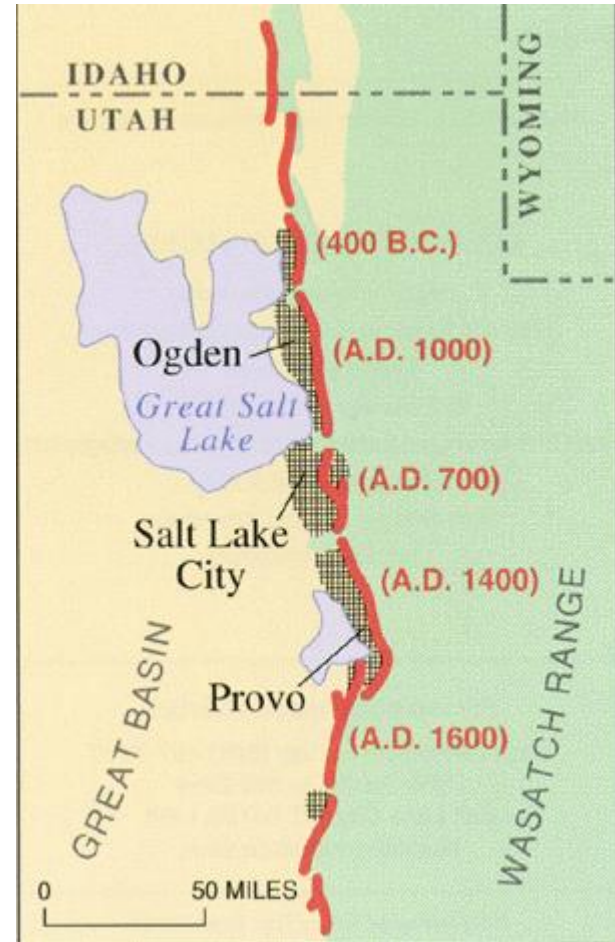 IDAHO
UTAH
WYOMING
(400 B.C.)
Ogden
(A.D. 1000)
Great Salt
Lake
(A.D. 700)
Salt Lake
City
(A.D. 1400)
Provo
(A.D. 1600)
GREAT BASIN
WASATCH RANGE
0 50 MILES